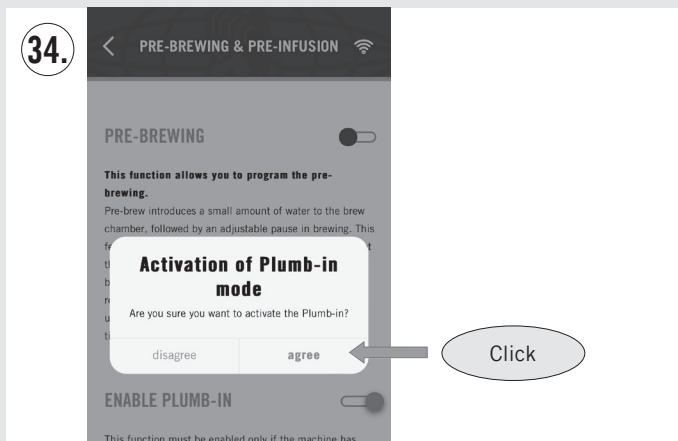 34.
PRE-BREWING & PRE-INFUSION
PRE-BREWING
This function allows you to program the pre-
brewing.
Pre-brew introduces a small amount of water to the brew
chamber, followed by an adjustable pause in brewing. This
Activation of Plumb-in
mode
Are you sure you want to activate the Plumb-in?
disagree
agree
Click
ENABLE PLUMB-IN
This function must be enabled only if the machine has